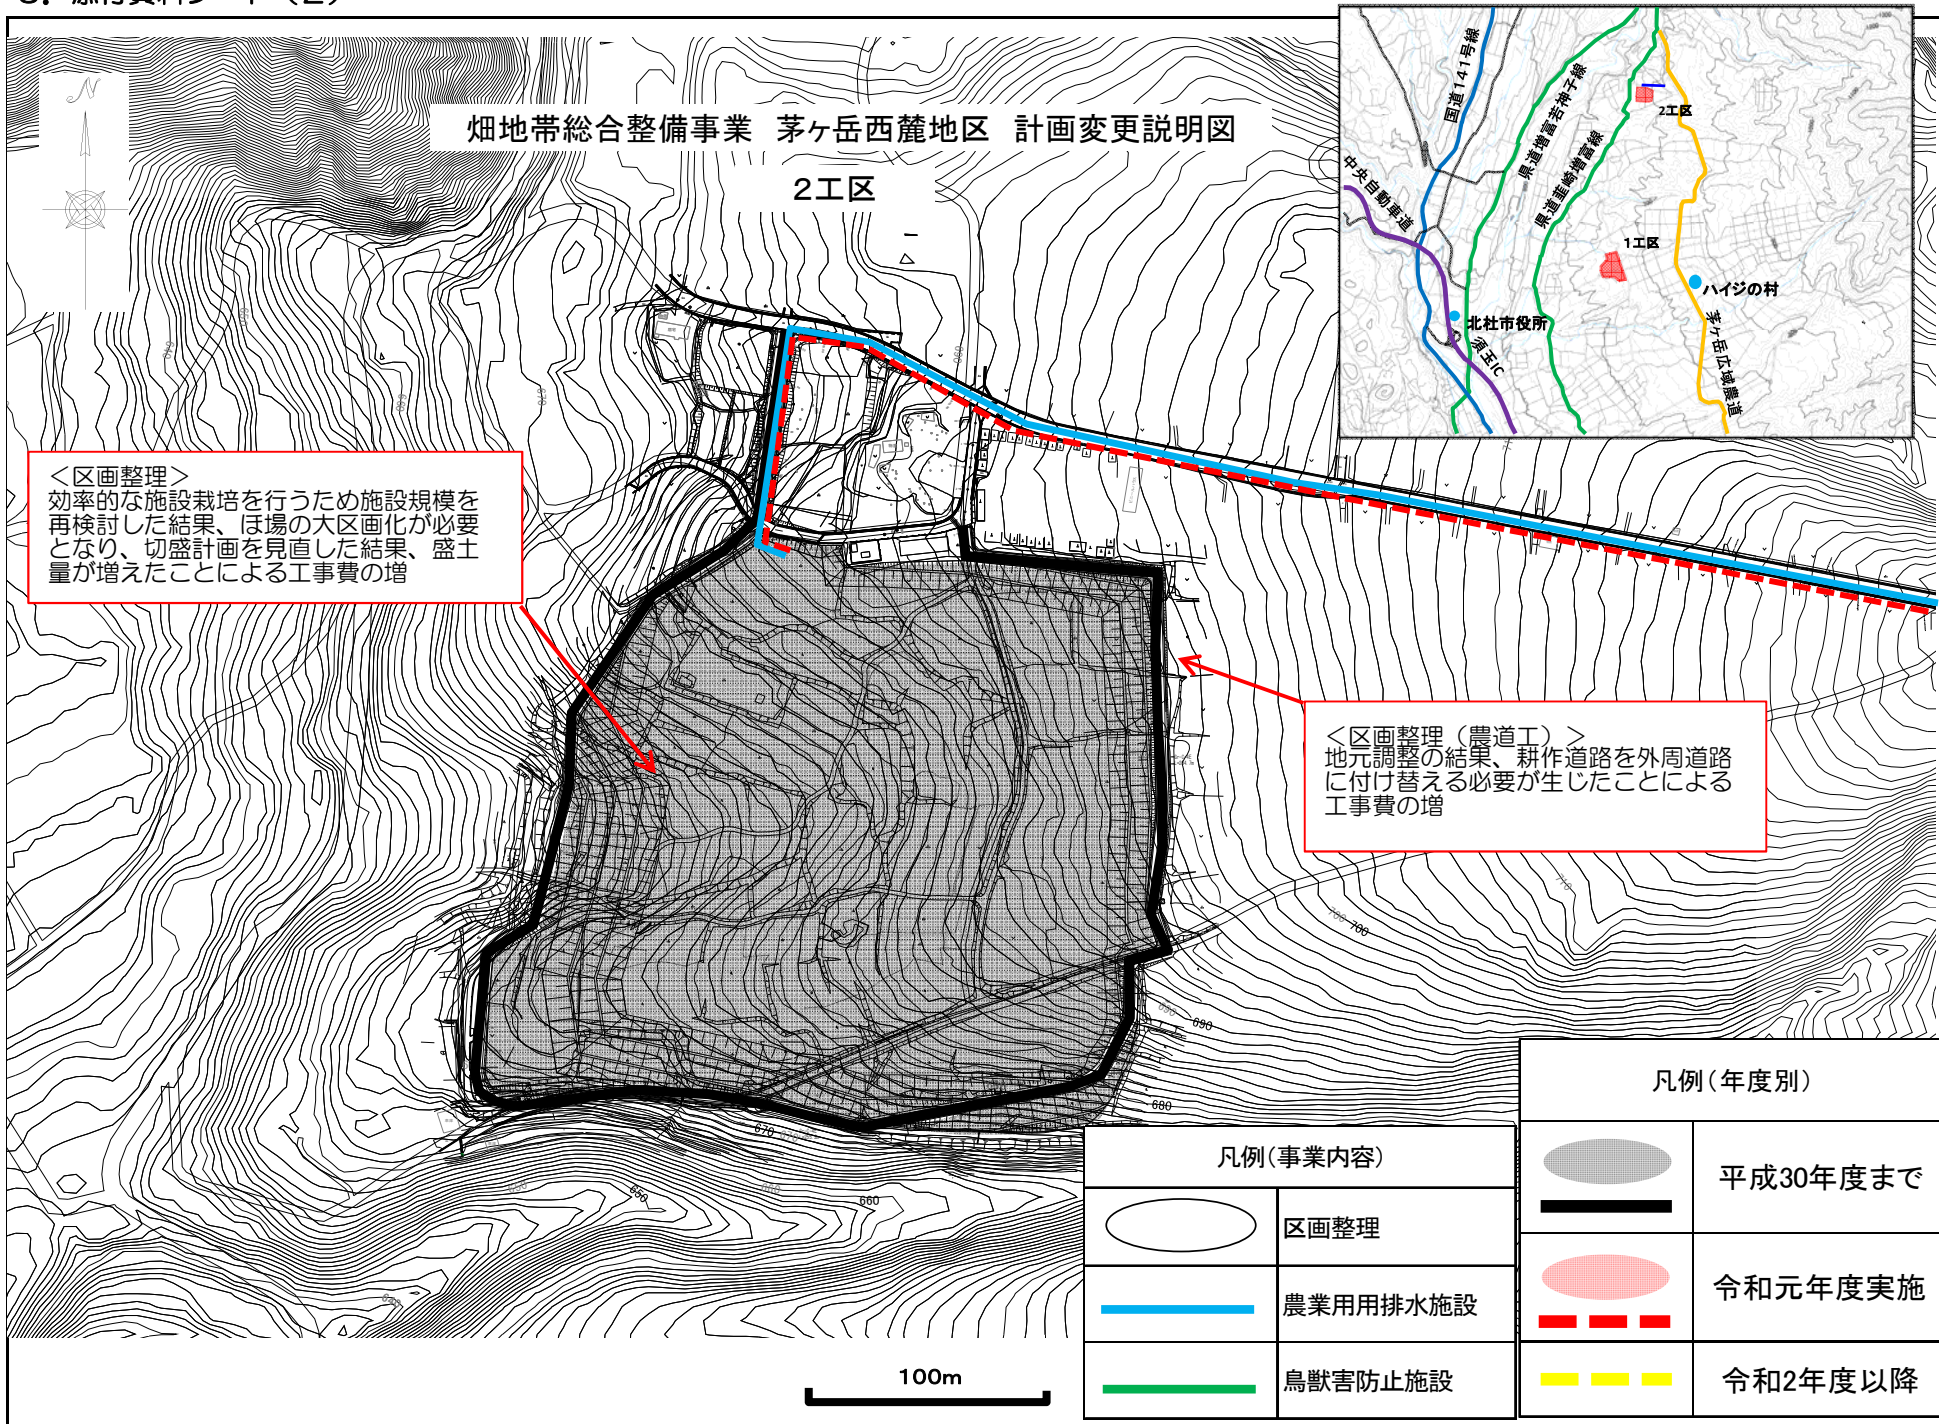 畑地帯総合整備事業　茅ヶ岳西麓地区　計画変更説明図
2工区
国道141号線
県道増富若神子線
県道韮崎増富線
中央自動車道
2工区
1工区
ハイジの村
北杜市役所
須玉IC
茅ヶ岳広域農道
＜区画整理＞
効率的な施設栽培を行うため施設規模を
再検討した結果、ほ場の大区画化が必要
となり、切盛計画を見直した結果、盛土
量が増えたことによる工事費の増
＜区画整理（農道工）＞
地元調整の結果、耕作道路を外周道路
に付け替える必要が生じたことによる
工事費の増
670
690
700
700
710
690
690
680
670
650
660
640
100m
凡例（事業内容）
区画整理
農業用用排水施設
鳥獣害防止施設
凡例（年度別）
平成30年度まで
令和元年度実施
令和2年度以降